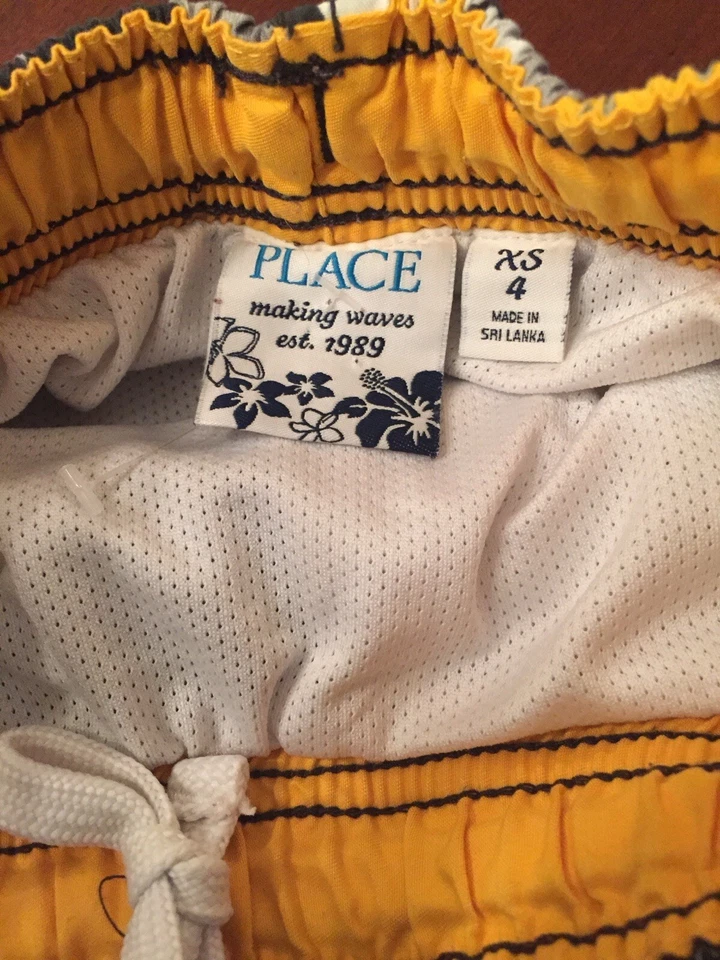 PLACE
making waves
est. 1989
XS
4
MADE IN
SRI LANKA